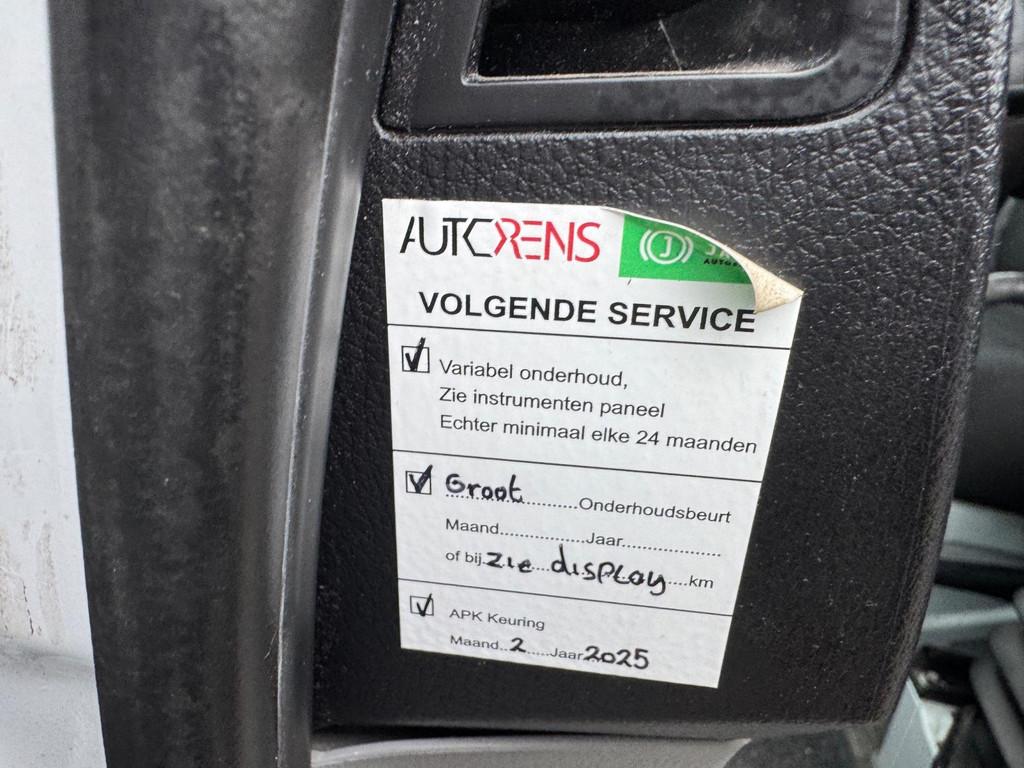 AUTORENS
VOLGENDE SERVICE
Variabel onderhoud,
Zie instrumenten paneel
Echter minimaal elke 24 maanden
Groot..........Onderhoudsbeurt
Maand................Jaar...................
of bij zie display....km
APK Keuring
Maand..2.....Jaar 2025